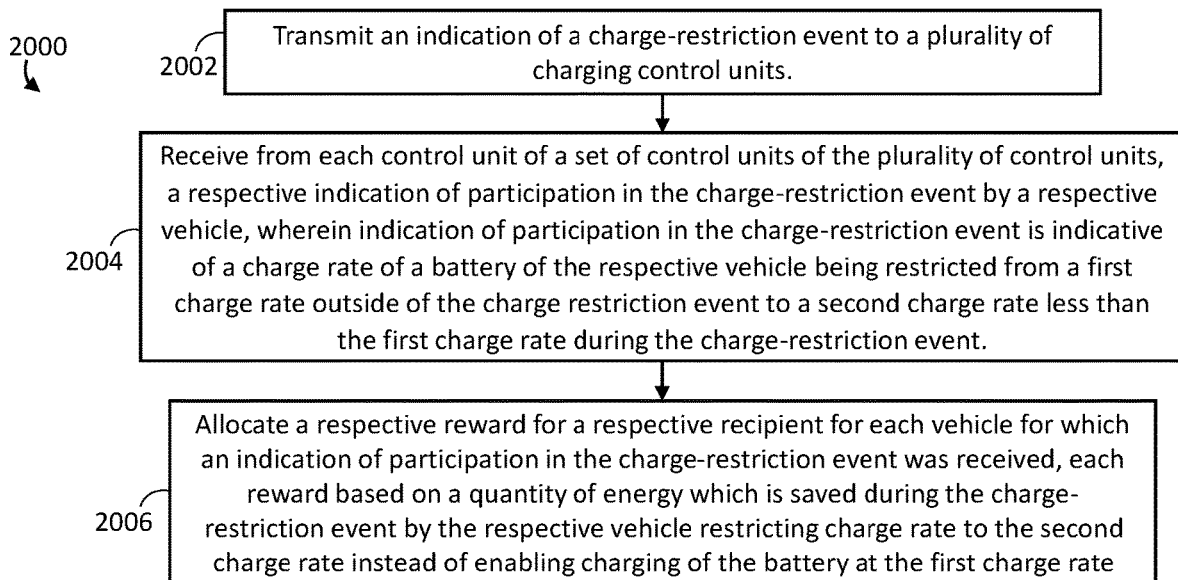 2000
2002
Transmit an indication of a charge-restriction event to a plurality of
charging control units.
2004
Receive from each control unit of a set of control units of the plurality of control units,
a respective indication of participation in the charge-restriction event by a respective
vehicle, wherein indication of participation in the charge-restriction event is indicative
of a charge rate of a battery of the respective vehicle being restricted from a first
charge rate outside of the charge restriction event to a second charge rate less than
the first charge rate during the charge-restriction event.
2006
Allocate a respective reward for a respective recipient for each vehicle for which
an indication of participation in the charge-restriction event was received, each
reward based on a quantity of energy which is saved during the charge-
restriction event by the respective vehicle restricting charge rate to the second
charge rate instead of enabling charging of the battery at the first charge rate